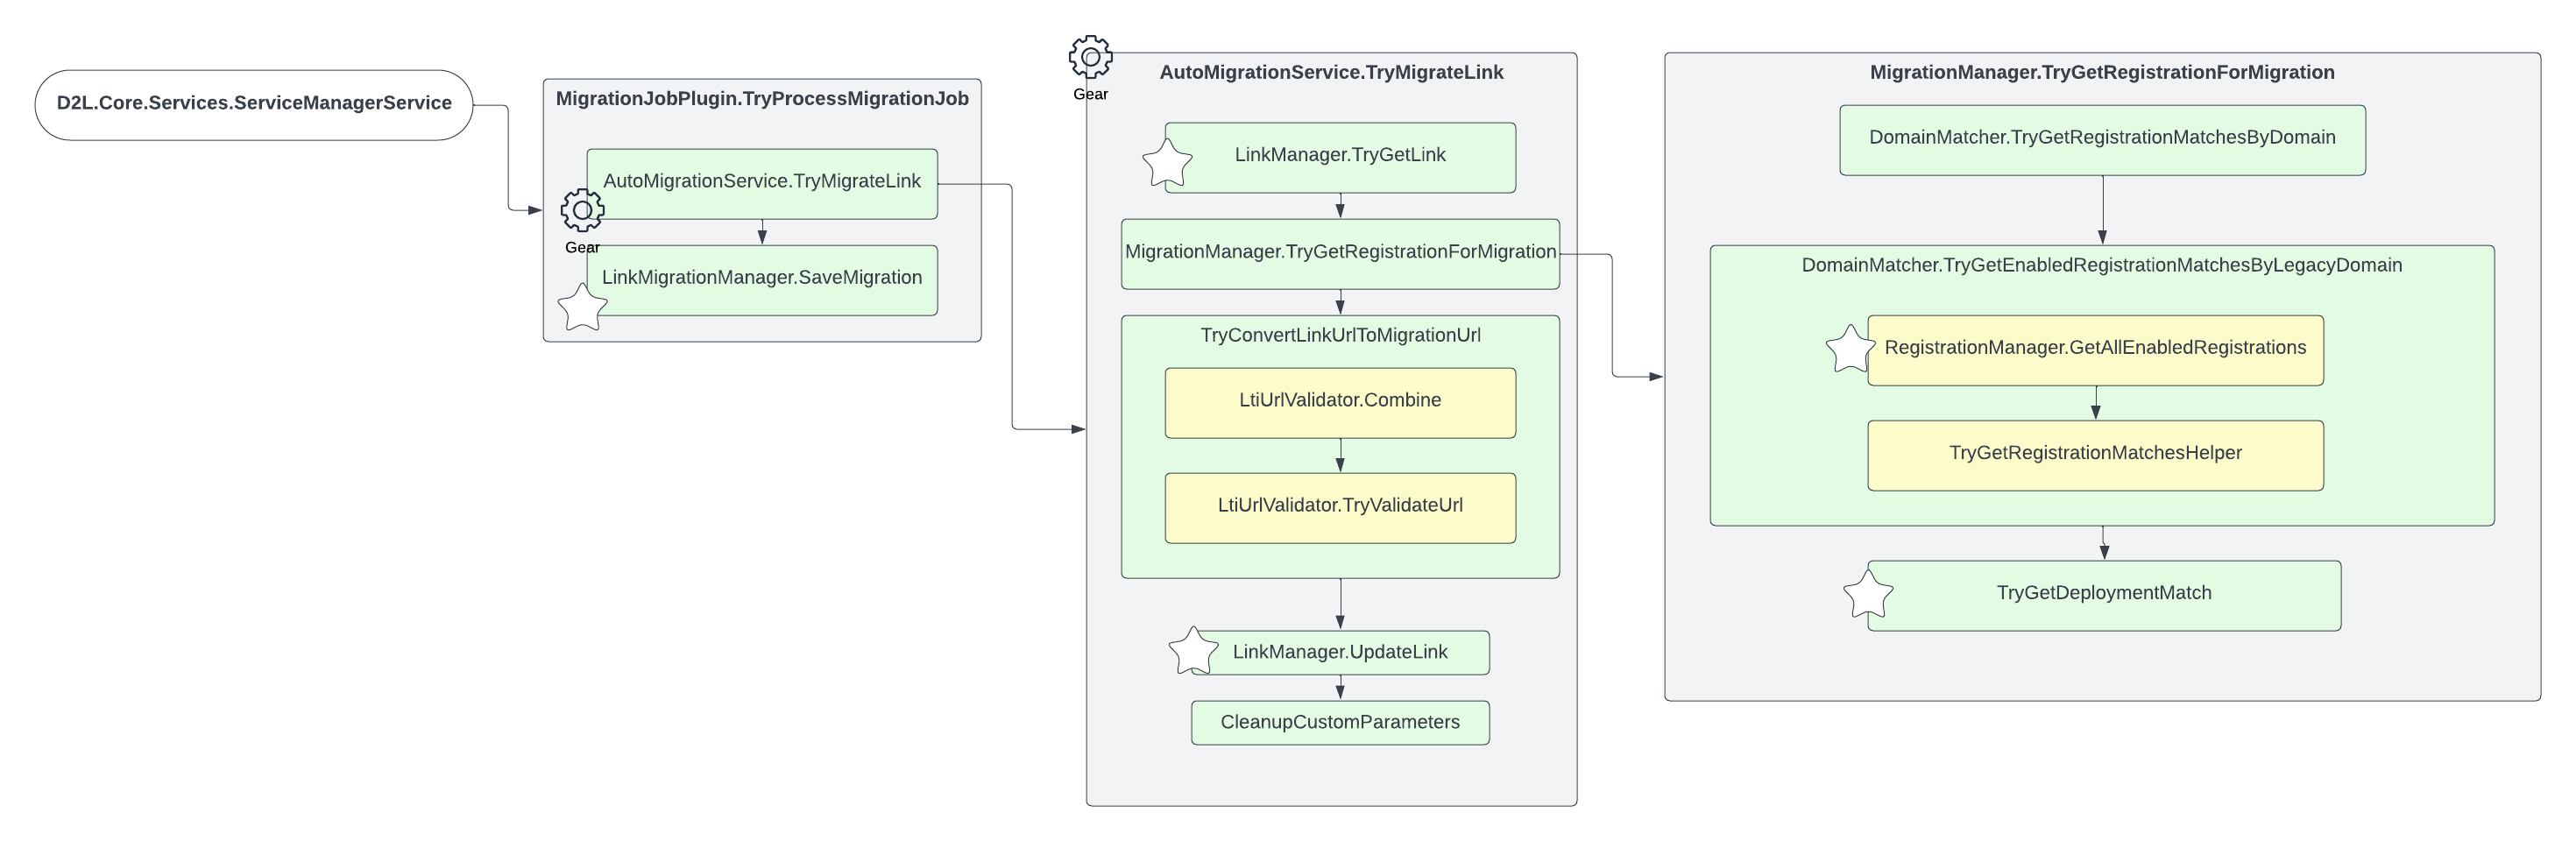 D2L.Core.Services.ServiceManagerService
MigrationJobPlugin.TryProcessMigrationJob
AutoMigrationService.TryMigrateLink
Gear
LinkMigrationManager.SaveMigration
Gear
AutoMigrationService.TryMigrateLink
LinkManager.TryGetLink
MigrationManager.TryGetRegistrationForMigration
TryConvertLinkUrlToMigrationUrl
LtiUrlValidator.Combine
LtiUrlValidator.TryValidateUrl
LinkManager.UpdateLink
CleanupCustomParameters
MigrationManager.TryGetRegistrationForMigration
DomainMatcher.TryGetRegistrationMatchesByDomain
DomainMatcher.TryGetEnabledRegistrationMatchesByLegacyDomain
RegistrationManager.GetAllEnabledRegistrations
TryGetRegistrationMatchesHelper
TryGetDeploymentMatch